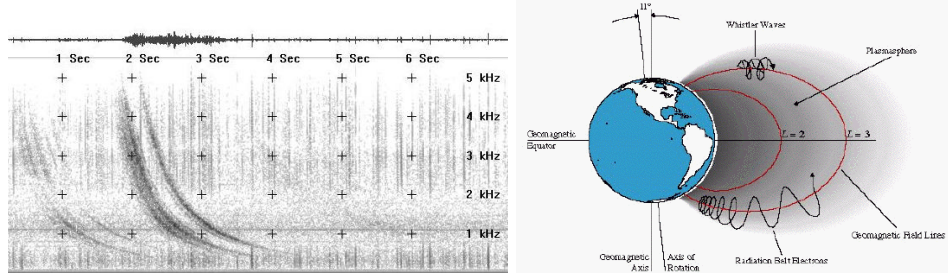 1 Sec 2 Sec 3 Sec 4 Sec 5 Sec 6 Sec
5 kHz
4 kHz
3 kHz
2 kHz
1 kHz
11°
Whistler Waves
Plasmasphere
Geomagnetic
Equator
L = 2
L = 3
Geomagnetic Field Lines
Radiation Belt Electrons
Geomagnetic
Axis
Axis of
Rotation